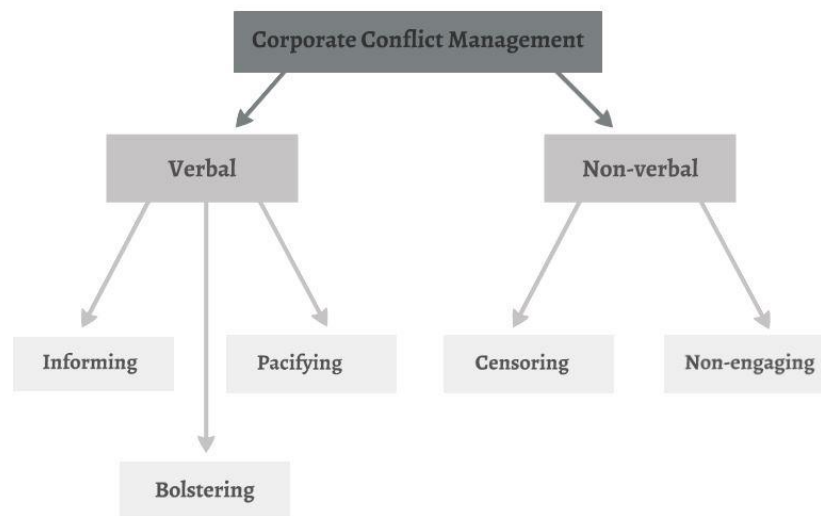 Corporate Conflict Management
Verbal
Non-verbal
Informing
Pacifying
Censoring
Non-engaging
Bolstering